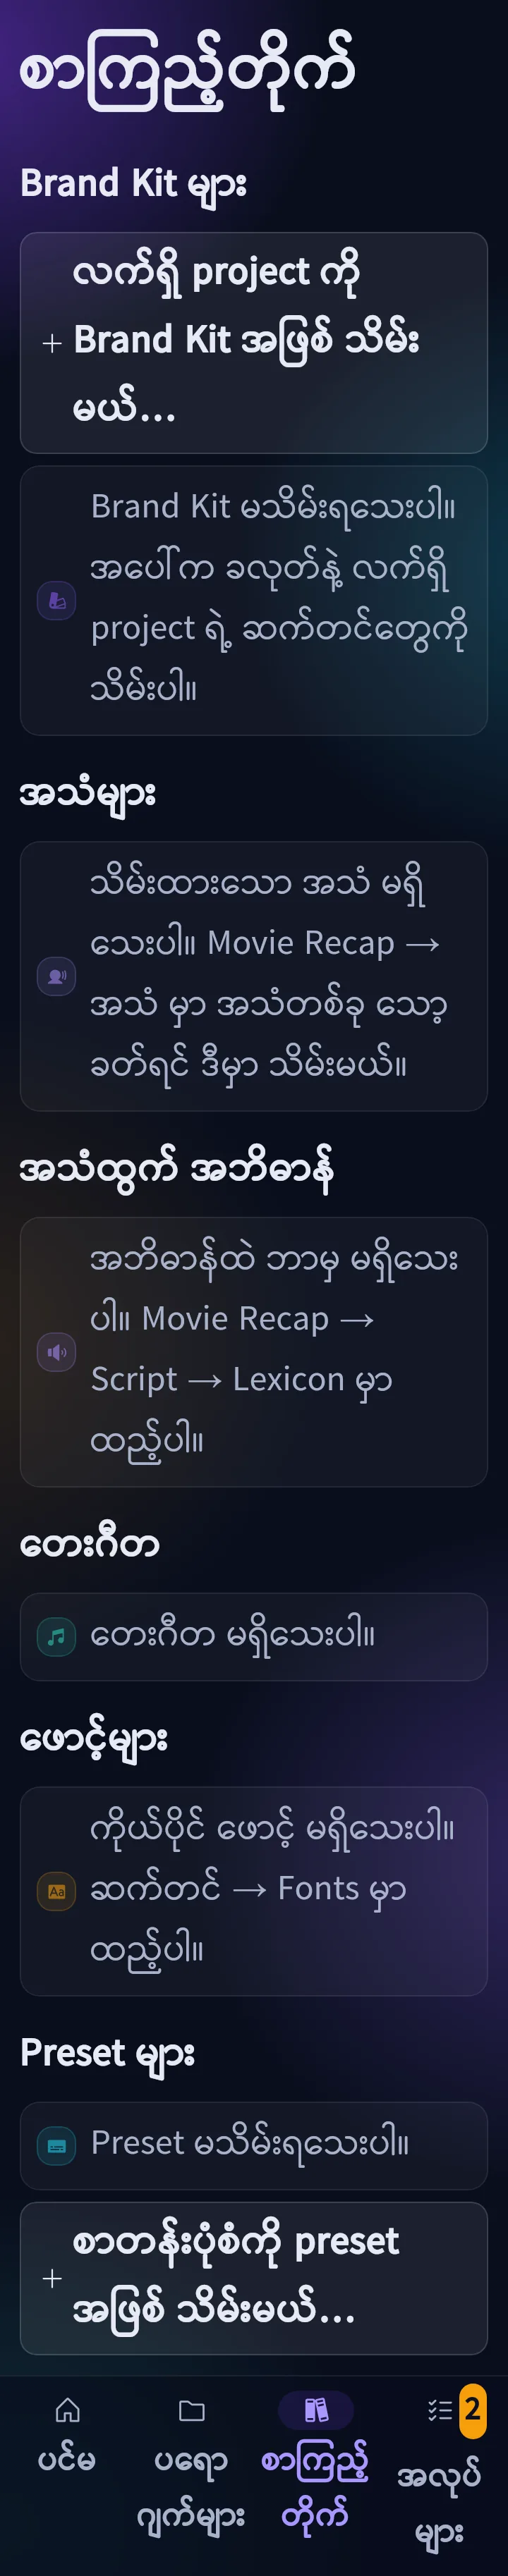 စာကြည့်တိုက်
Brand Kit များ
လက်ရှိ project ကို
+ Brand Kit အဖြစ် သိမ်း
မယ်…
Brand Kit မသိမ်းရသေးပါ။
အပေါ်က ခလုတ်နဲ့ လက်ရှိ
project ရဲ့ ဆက်တင်တွေကို
သိမ်းပါ။
အသံများ
သိမ်းထားသော အသံ မရှိ
သေးပါ။ Movie Recap →
အသံ မှာ အသံတစ်ခု သော့
ခတ်ရင် ဒီမှာ သိမ်းမယ်။
အသံထွက် အဘိဓာန်
အဘိဓာန်ထဲ ဘာမှ မရှိသေး
ပါ။ Movie Recap →
Script → Lexicon မှာ
ထည့်ပါ။
တေးဂီတ
တေးဂီတ မရှိသေးပါ။
ဖောင့်များ
ကိုယ်ပိုင် ဖောင့် မရှိသေးပါ။
Aa
ဆက်တင် → Fonts မှာ
ထည့်ပါ။
Preset များ
Preset မသိမ်းရသေးပါ။
စာတန်းပုံစံကို preset
+ အဖြစ် သိမ်းမယ်…
2
ပင်မ
ပရော
ဂျက်များ
စာကြည့်
တိုက်
အလုပ်
များ